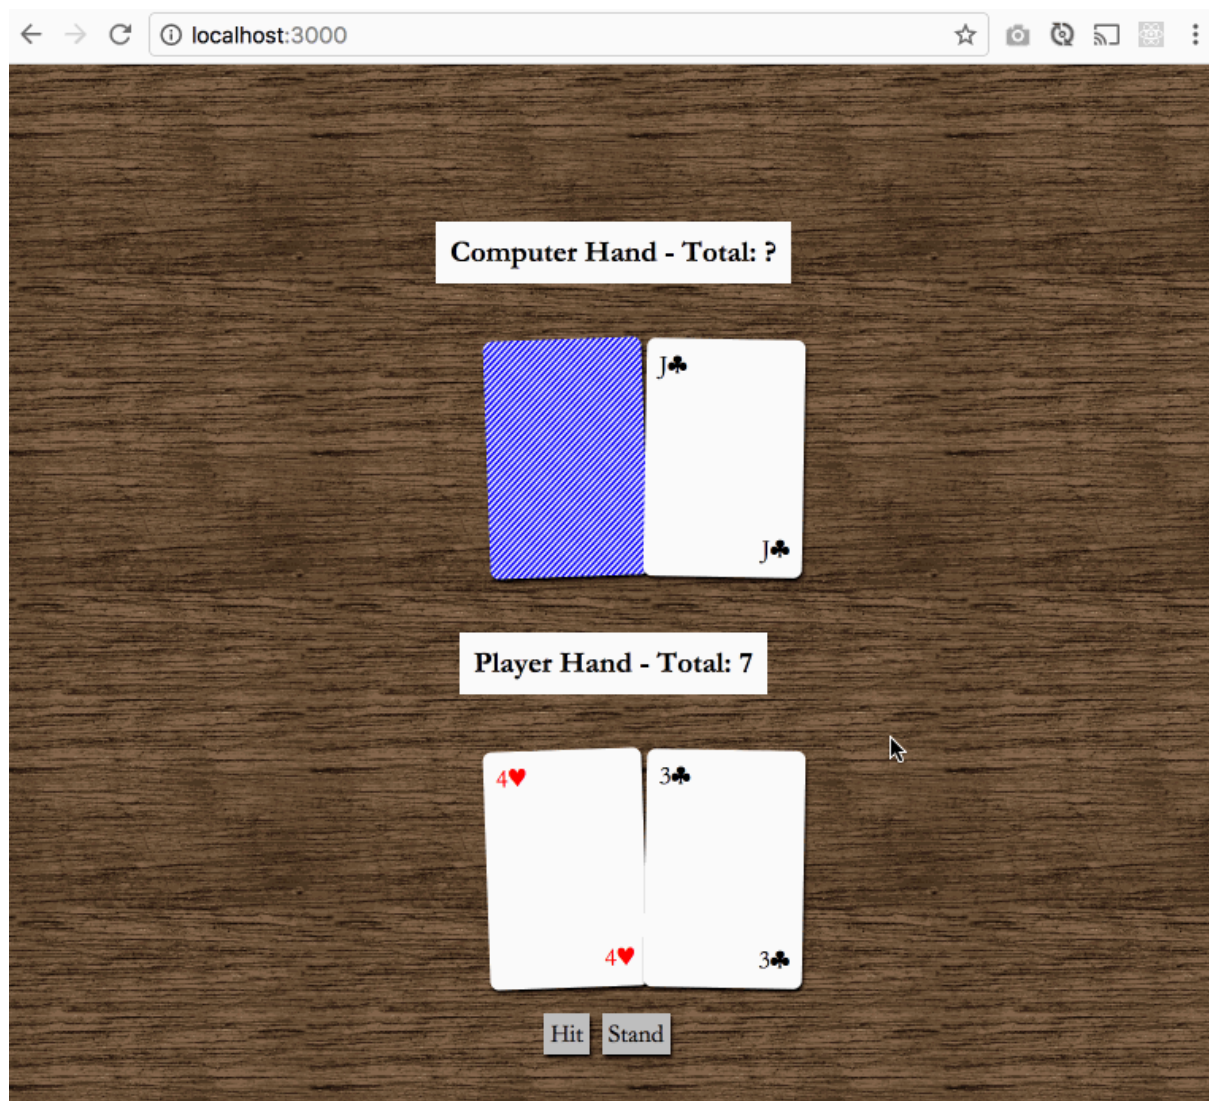 localhost:3000
Computer Hand - Total: ?
J♣
J♣
Player Hand - Total: 7
4♥ 3♣
4♥ 3♣
Hit Stand